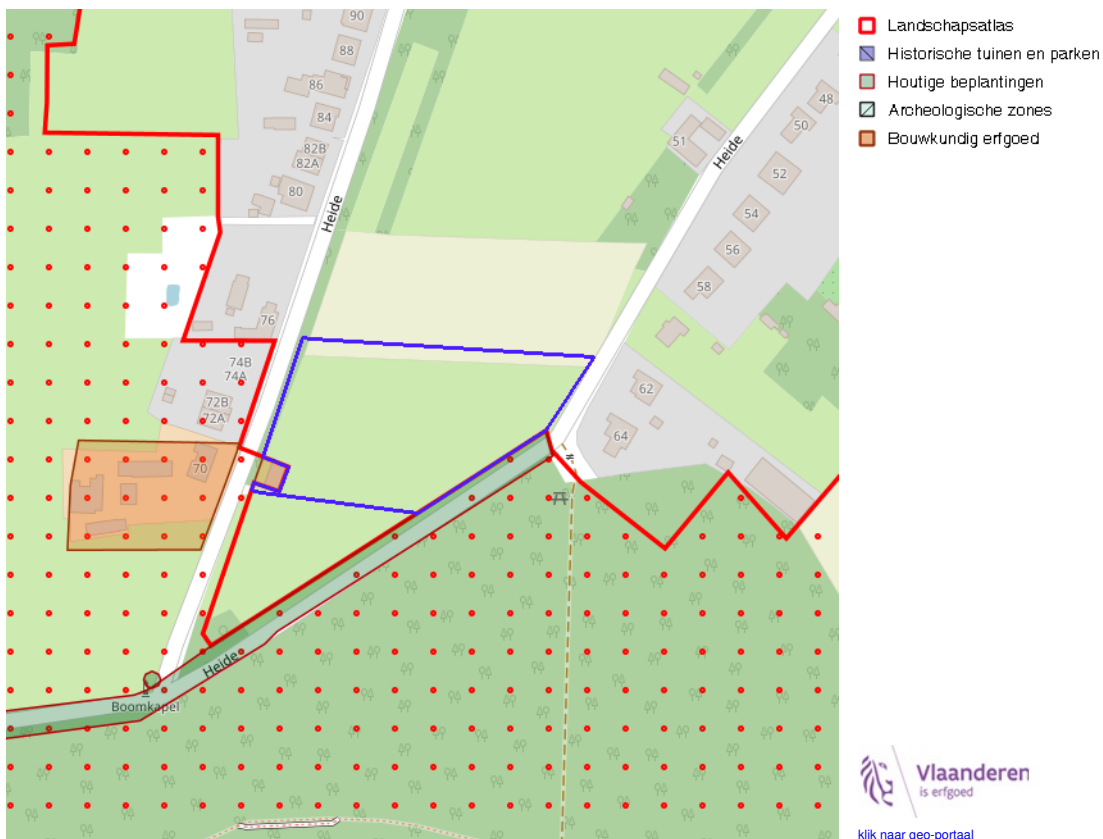 Landschapsatlas
Historische tuinen en parken
Houtige beplantingen
Archeologische zones
Bouwkundig erfgoed
90
88
86
84
82B
82A
80
Heide
51
Heide
48
50
52
54
56
58
76
74B
74A
72B
72A
70
62
64
Heide
Boomkapel
Vlaanderen
is erfgoed
klik naar geo-portaal